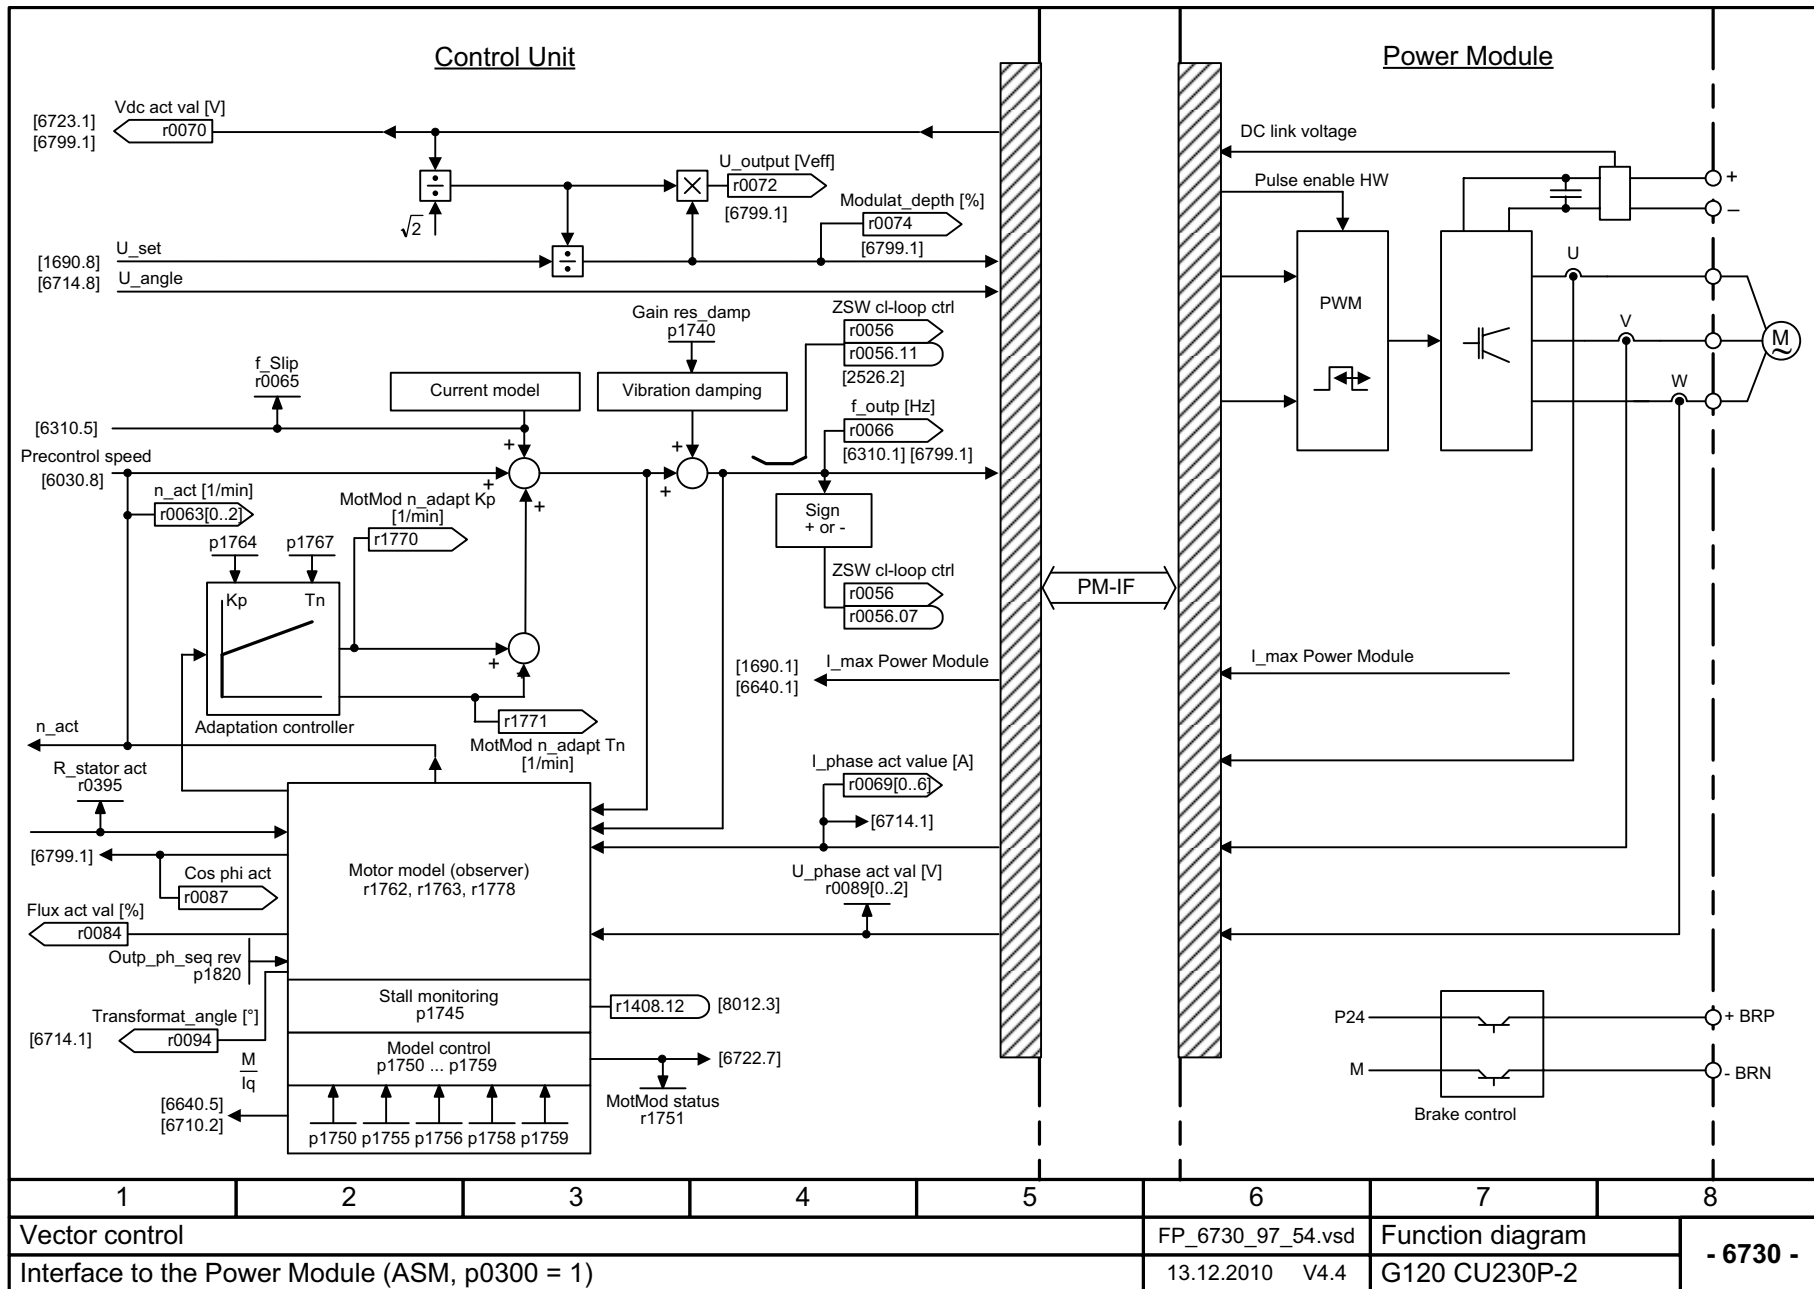 Control Unit
Power Module
Vdc act val [V]
[6723.1]
[6799.1]
r0070
÷
√2
×
U_output [Veff]
r0072
[6799.1]
Modulat_depth [%]
r0074
[6799.1]
U_set
[1690.8]
[6714.8]
U_angle
÷
DC link voltage
Pulse enable HW
+
–
PWM
U
V
W
M
~
Gain res_damp
p1740
ZSW cl-loop ctrl
r0056
r0056.11
[2526.2]
f_Slip
r0065
Current model
Vibration damping
f_outp [Hz]
r0066
[6310.1] [6799.1]
[6310.5]
Precontrol speed
[6030.8]
+
+
+
+
+
n_act [1/min]
r0063[0..2]
MotMod n_adapt Kp
[1/min]
r1770
Sign
+ or -
p1764
p1767
Kp
Tn
ZSW cl-loop ctrl
r0056
r0056.07
PM-IF
+
+
Adaptation controller
r1771
MotMod n_adapt Tn
[1/min]
[1690.1]
[6640.1]
I_max Power Module
I_max Power Module
n_act
R_stator act
r0395
I_phase act value [A]
r0069[0..6]
[6714.1]
[6799.1]
Cos phi act
r0087
Motor model (observer)
r1762, r1763, r1778
U_phase act val [V]
r0089[0..2]
Flux act val [%]
r0084
Outp_ph_seq rev
p1820
Stall monitoring
p1745
r1408.12
[8012.3]
Transformat_angle [°]
[6714.1]
r0094
Model control
p1750 ... p1759
[6722.7]
M
Iq
MotMod status
r1751
[6640.5]
[6710.2]
p1750 p1755 p1756 p1758 p1759
P24
+ BRP
M
- BRN
Brake control
1 2 3 4 5 6 7 8
Vector control
FP_6730_97_54.vsd
Function diagram
- 6730 -
Interface to the Power Module (ASM, p0300 = 1)
13.12.2010 V4.4
G120 CU230P-2